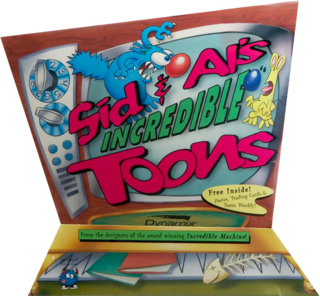 Sid & Al's
INCREDIBLE
Toons
Free Inside!
Poster, Trading Cards &
Toons Weekly!
Dynamix
From the designers of the award winning Incredible Machine!